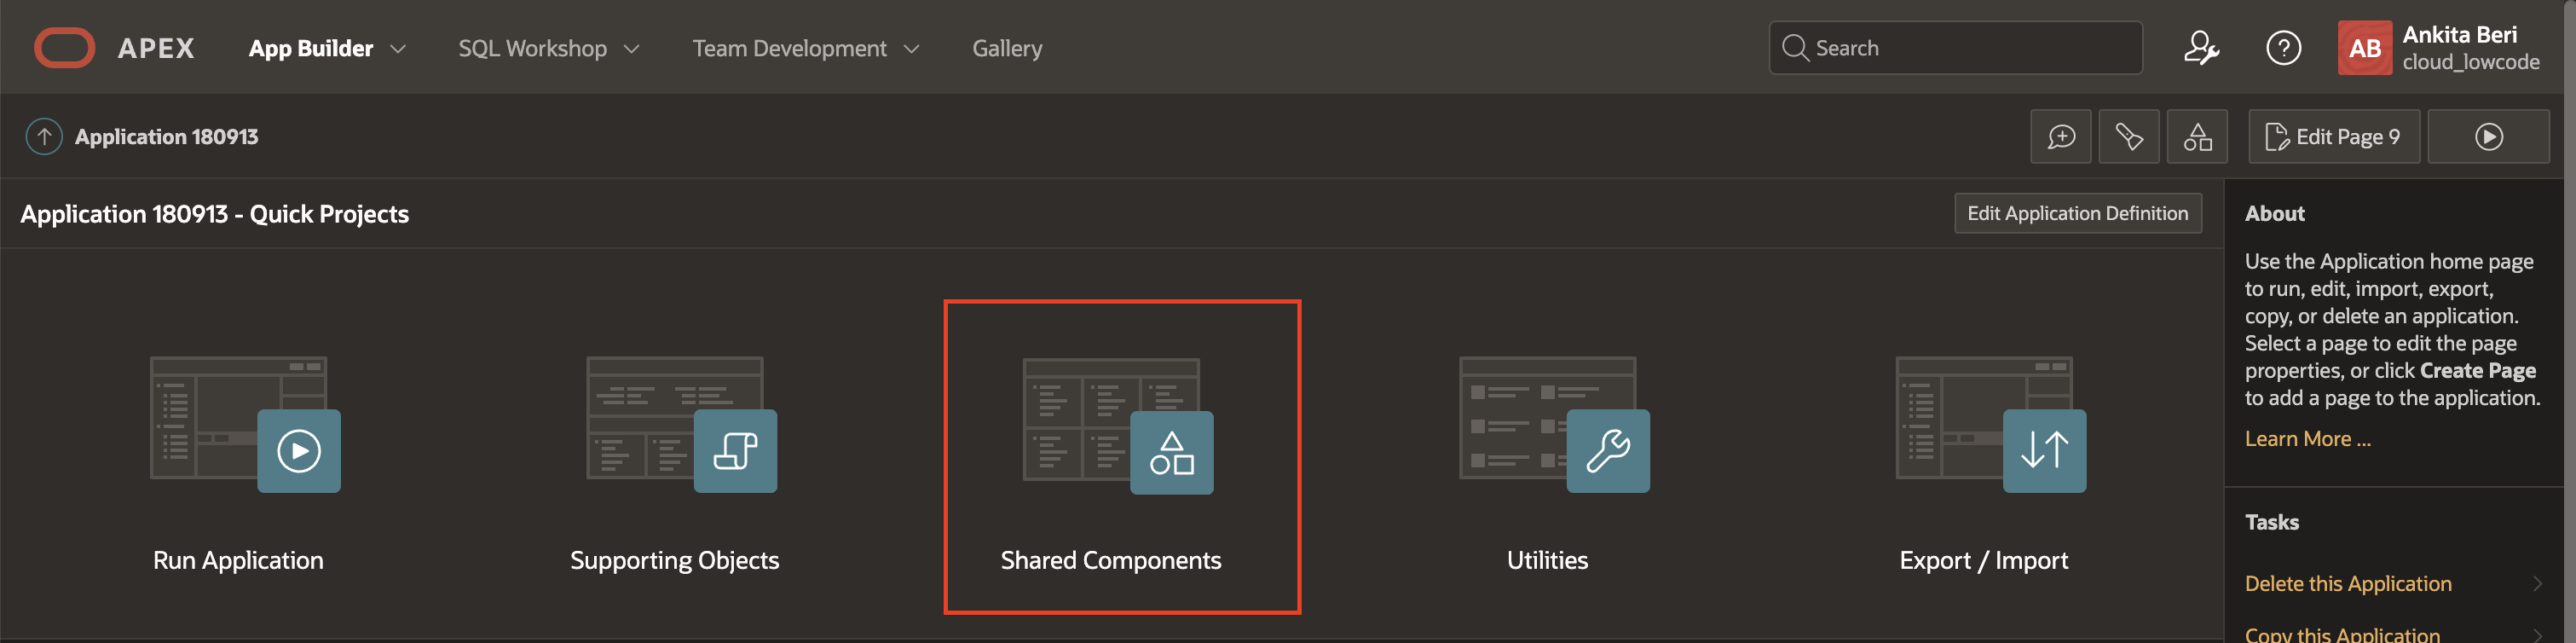 APEX
App Builder
SQL Workshop
Team Development
Gallery
Search
AB
Ankita Beri
cloud_lowcode
Application 180913
Edit Page 9
Application 180913 - Quick Projects
Edit Application Definition
Run Application
Supporting Objects
Shared Components
Utilities
Export / Import
About
Use the Application home page
to run, edit, import, export,
copy, or delete an application.
Select a page to edit the page
properties, or click Create Page
to add a page to the application.
Learn More ...
Tasks
Delete this Application
Copy this Application